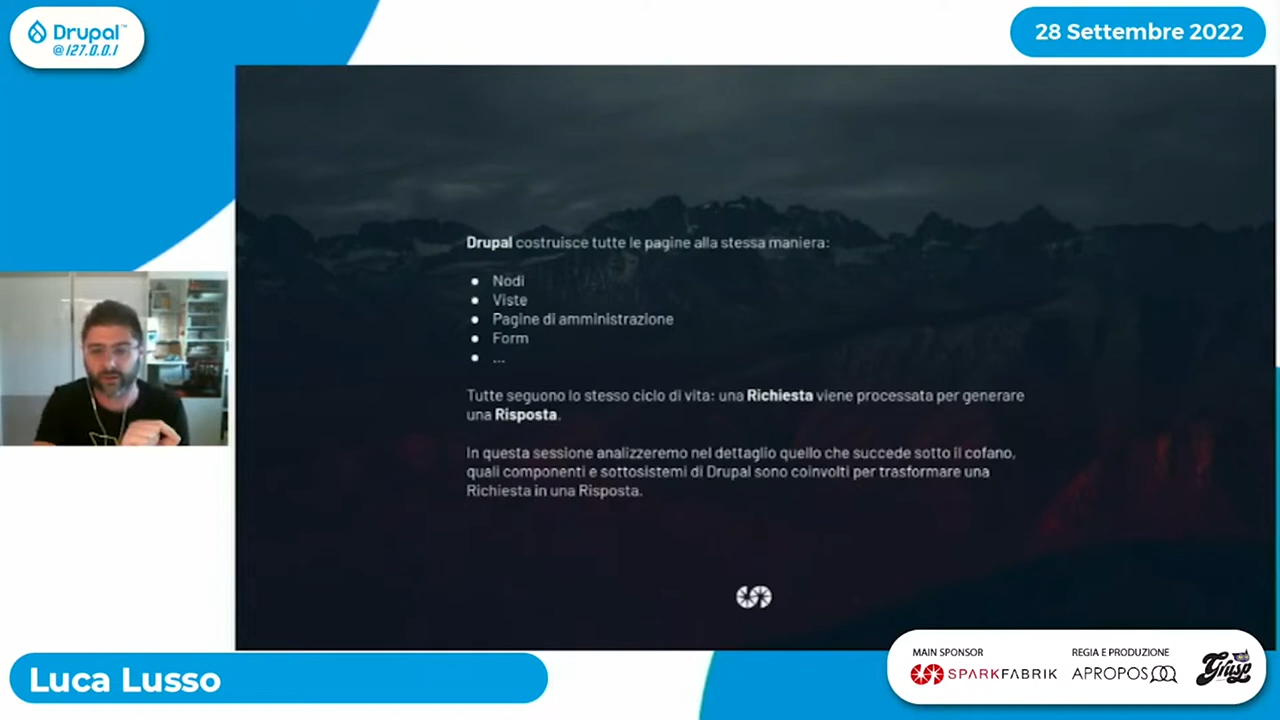 Drupal™
@127.0.0.1
28 Settembre 2022
Drupal costruisce tutte le pagine alla stessa maniera:
● Nodi
● Viste
● Pagine di amministrazione
● Form
● ...
Tutte seguono lo stesso ciclo di vita: una Richiesta viene processata per generare
una Risposta.
In questa sessione analizzeremo nel dettaglio quello che succede sotto il cofano,
quali componenti e sottosistemi di Drupal sono coinvolti per trasformare una
Richiesta in una Risposta.
Luca Lusso
MAIN SPONSOR
SPARKFABRIK
REGIA E PRODUZIONE
APROPOS
Grusp